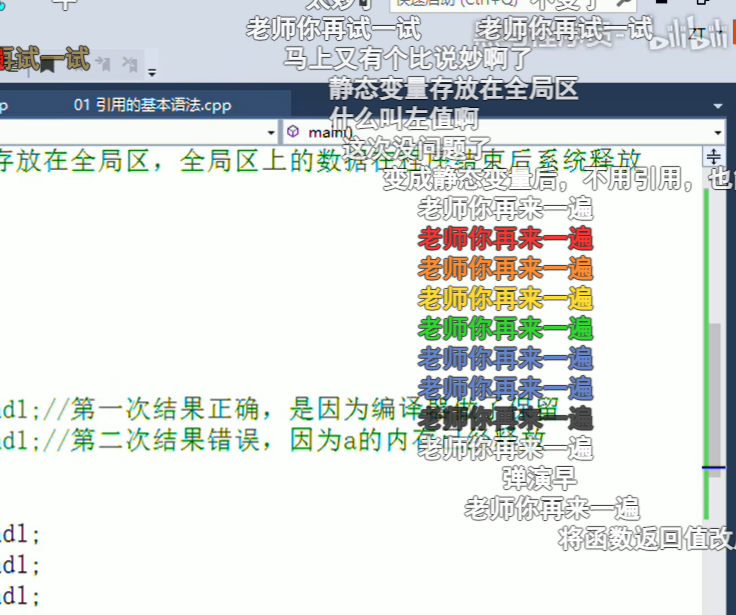 太妙了
老师你再试一试
老师你再试一试
再试一试
bilibili
马上又有个比说妙啊了
静态变量存放在全局区
01 引用的基本语法.cpp
什么叫左值啊
main()
这次没问题了
存放在全局区，全局区上的数据在程序结束后系统释放
变成静态变量后，不用引用，也
老师你再来一遍
老师你再来一遍
老师你再来一遍
老师你再来一遍
老师你再来一遍
老师你再来一遍
老师你再来一遍
ndl;//第一次结果正确，是因为编译器做了保留
老师你再来一遍
ndl;//第二次结果错误，因为a的内存已经释放
老师你再来一遍
弹演早
老师你再来一遍
ndl;
将函数返回值改
ndl;
ndl;